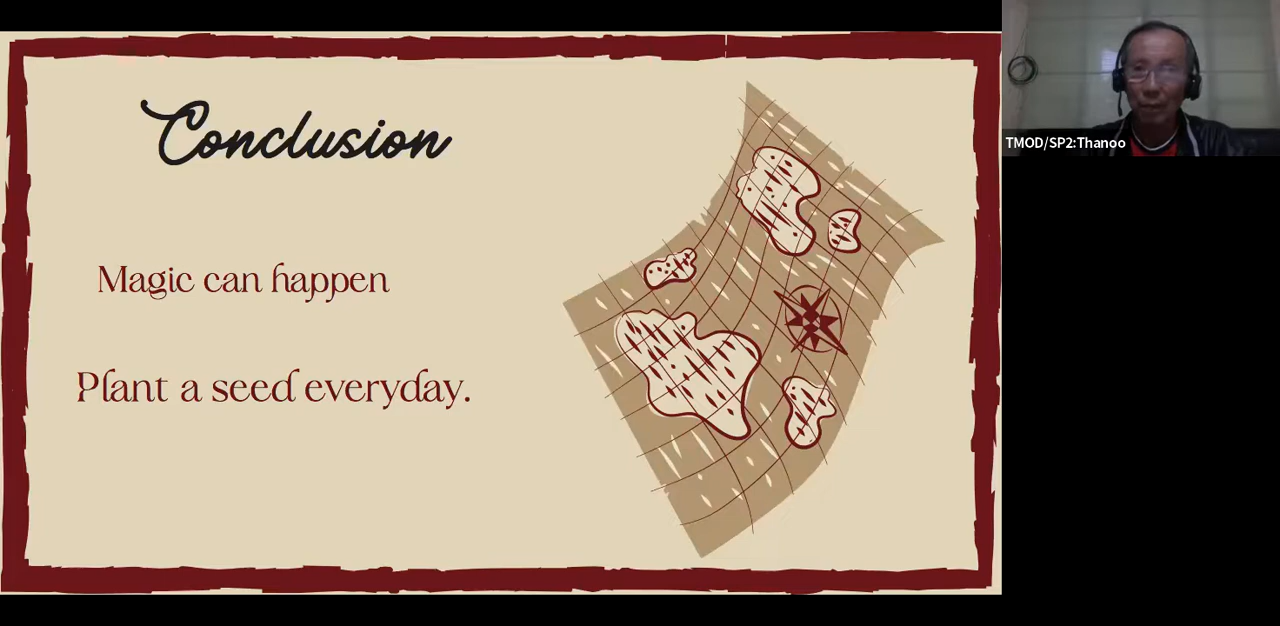 Conclusion
Magic can happen
Plant a seed everyday.
TMOD/SP2:Thanoo